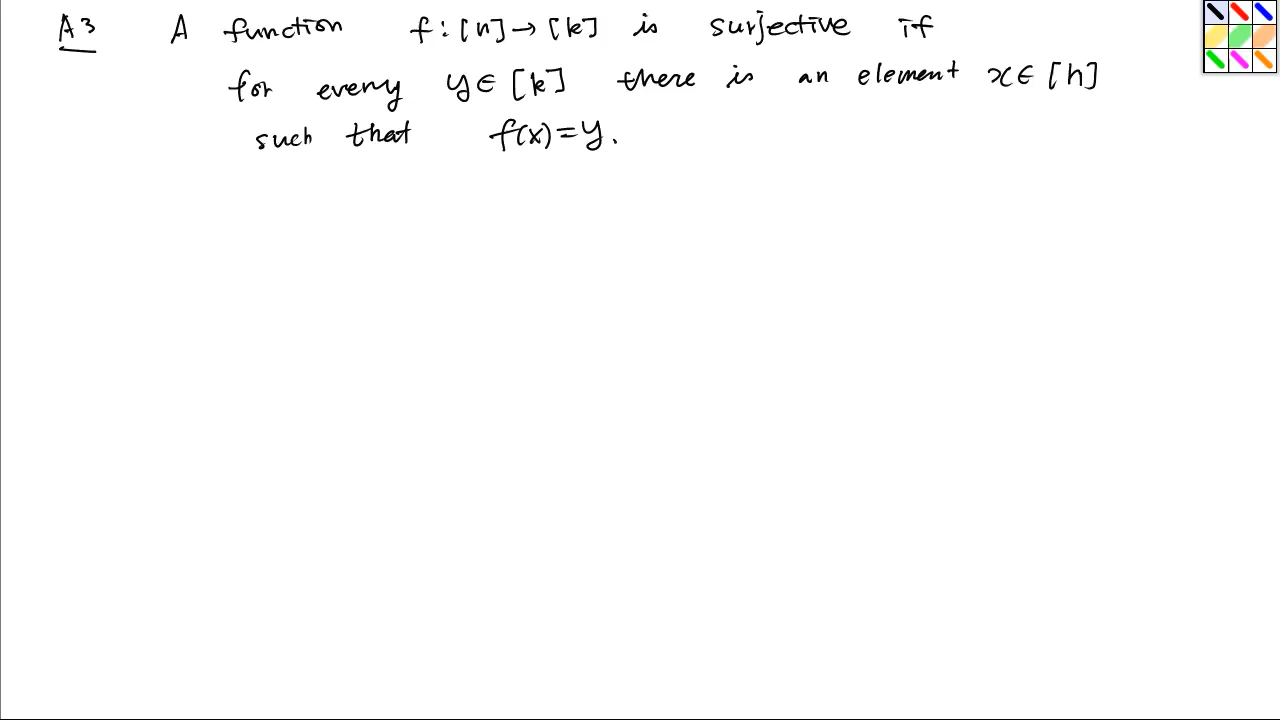 A3 A function f:[n]→[k] is surjective if
for every y∈[k] there is an element x∈[n]
such that f(x)=y.